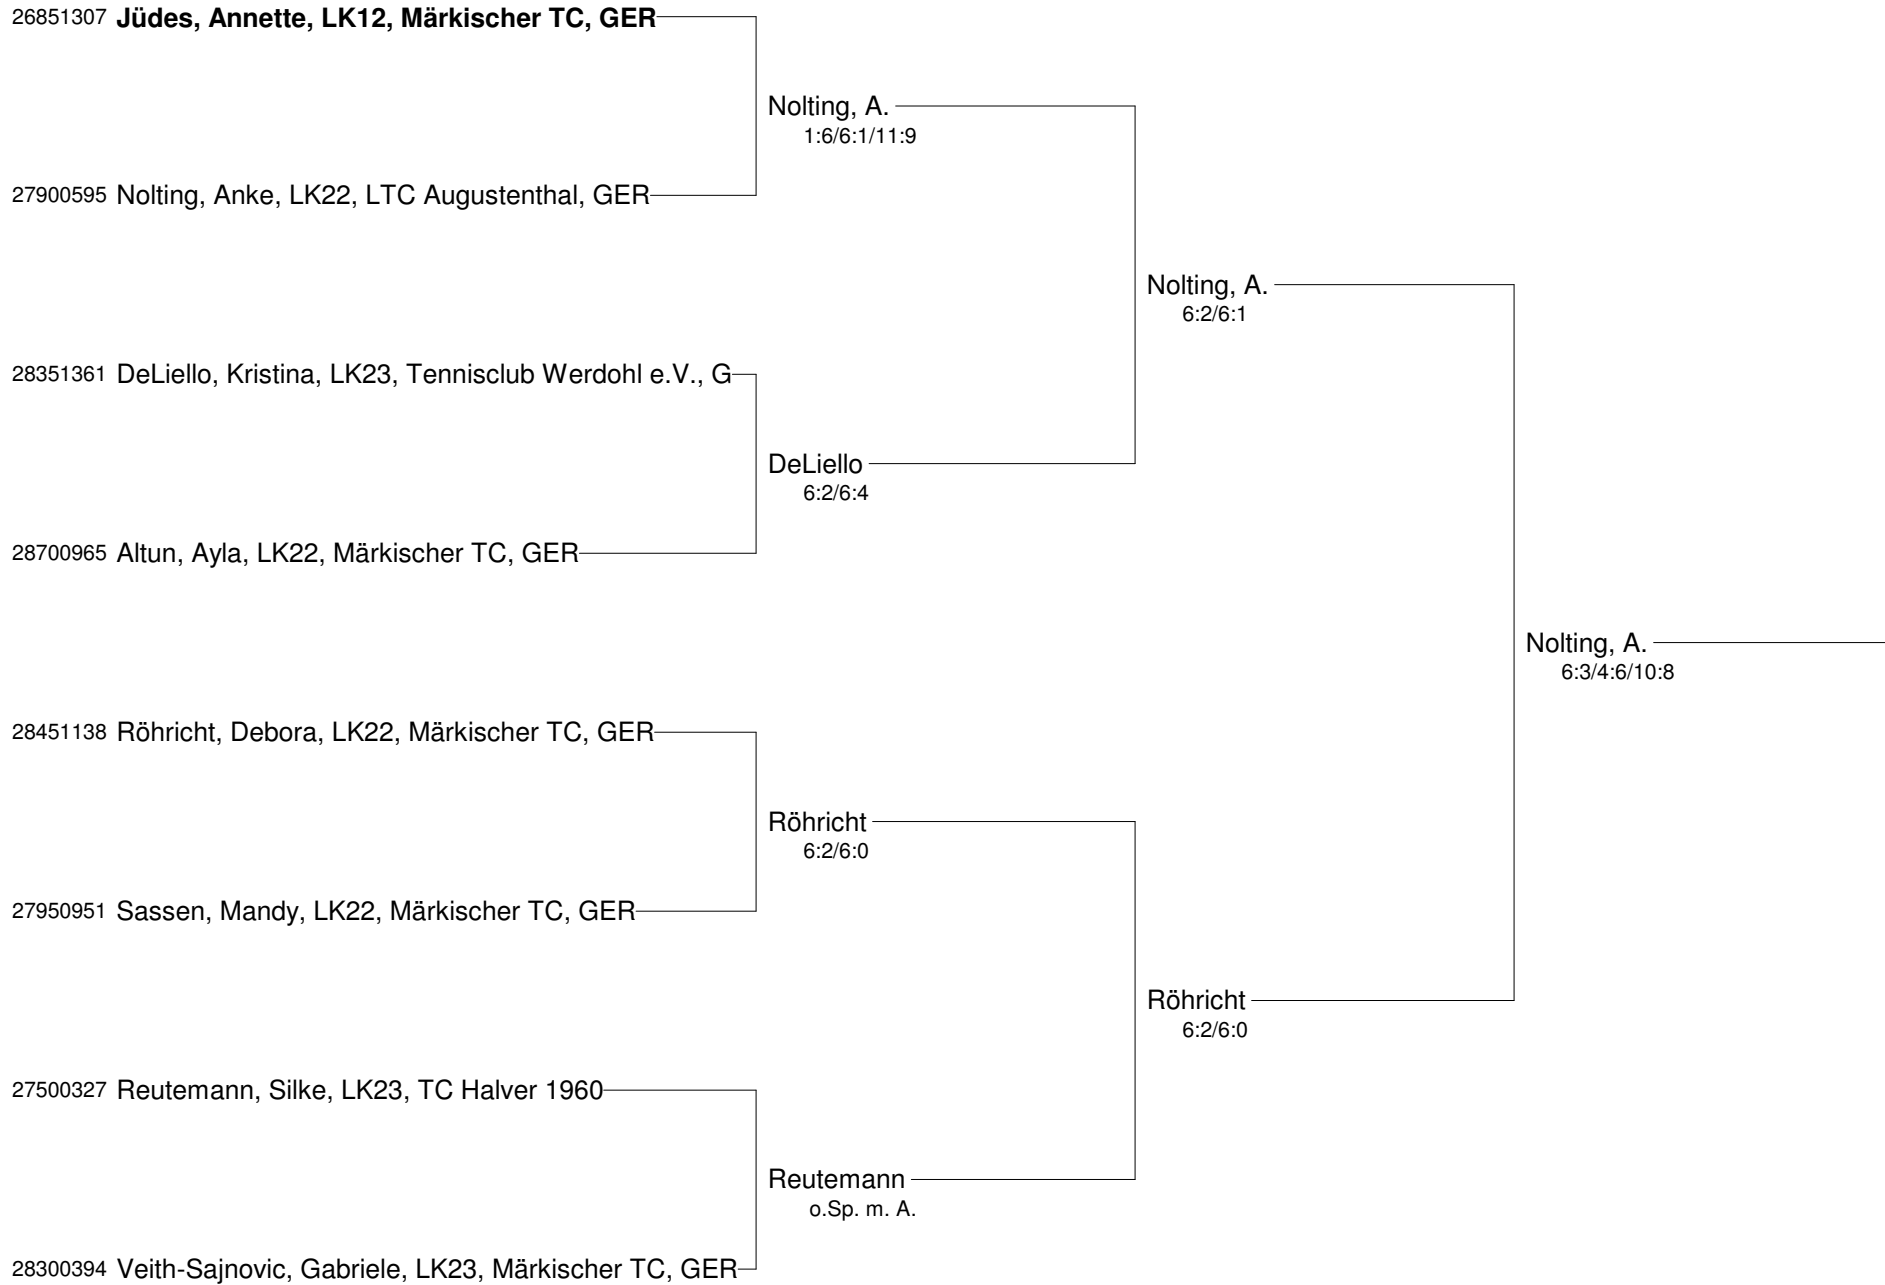 26851307 Jüdes, Annette, LK12, Märkischer TC, GER
Nolting, A.
1:6/6:1/11:9
27900595 Nolting, Anke, LK22, LTC Augustenthal, GER
Nolting, A.
6:2/6:1
28351361 DeLiello, Kristina, LK23, Tennisclub Werdohl e.V., G
DeLiello
6:2/6:4
28700965 Altun, Ayla, LK22, Märkischer TC, GER
Nolting, A.
6:3/4:6/10:8
28451138 Röhricht, Debora, LK22, Märkischer TC, GER
Röhricht
6:2/6:0
27950951 Sassen, Mandy, LK22, Märkischer TC, GER
Röhricht
6:2/6:0
27500327 Reutemann, Silke, LK23, TC Halver 1960
Reutemann
o.Sp. m. A.
28300394 Veith-Sajnovic, Gabriele, LK23, Märkischer TC, GER